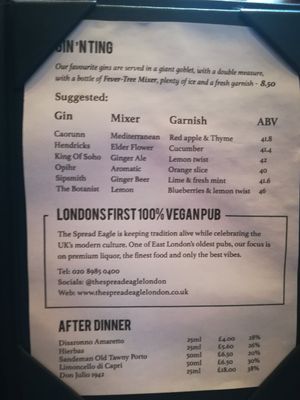 GIN 'N TING
Our favourite gins are served in a giant goblet, with a double measure,
with a bottle of Fever-Tree Mixer, plenty of ice and a fresh garnish - 8.50
Suggested:
Gin Mixer Garnish ABV
Caorunn Mediterranean Red apple & Thyme 41.8
Hendricks Elder Flower Cucumber 41.4
King Of Soho Ginger Ale Lemon twist 42
Opihr Aromatic Orange slice 40
Sipsmith Ginger Beer Lime & fresh mint 41.6
The Botanist Lemon Blueberries & lemon twist 46
LONDONS FIRST 100% VEGAN PUB
The Spread Eagle is keeping tradition alive while celebrating the
UK's modern culture. One of East London's oldest pubs, our focus is
on premium liquor, the finest food and only the best vibes.
Tel: 020 8985 0400
Socials: @thespreadeaglelondon
Web: www.thespreadeaglelondon.co.uk
AFTER DINNER
Disaronno Amaretto 25ml £4.00 28%
Hierbas 25ml £5.60 26%
Sandeman Old Tawny Porto 50ml £6.50 20%
Limoncello di Capri 50ml £6.50 30%
Don Julio 1942 25ml £18.00 38%